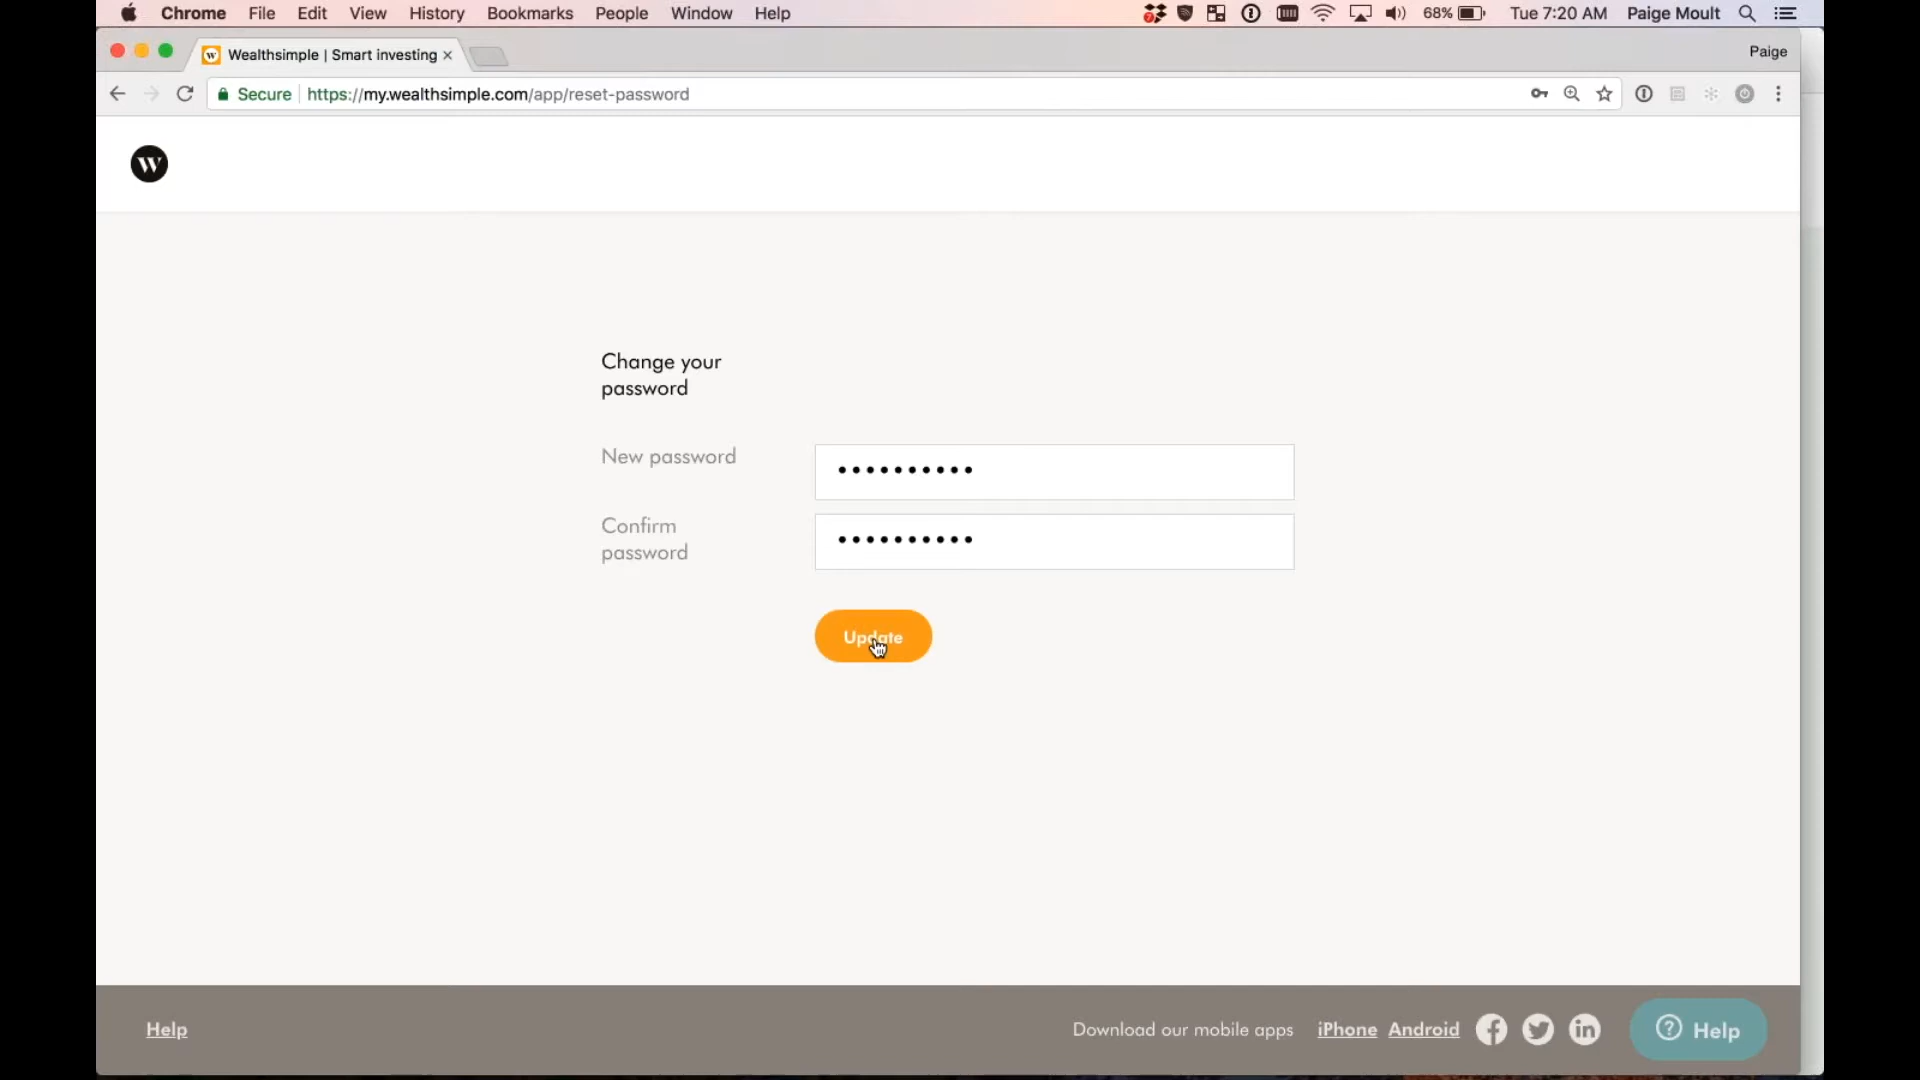 Chrome File Edit View History Bookmarks People Window Help 68% Tue 7:20 AM Paige Moult
Wealthsimple | Smart investing × Paige
Secure https://my.wealthsimple.com/app/reset-password
W
Change your
password
New password ••••••••••
Confirm
password ••••••••••
Update
Help Download our mobile apps iPhone Android Help